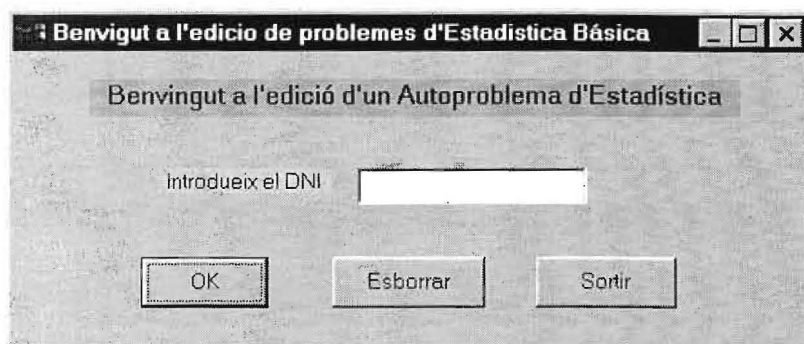 Benvigut a l'edicio de problemes d'Estadistica Básica
Benvingut a l'edició d'un Autoproblema d'Estadística
Introdueix el DNI
OK
Esborrar
Sortir